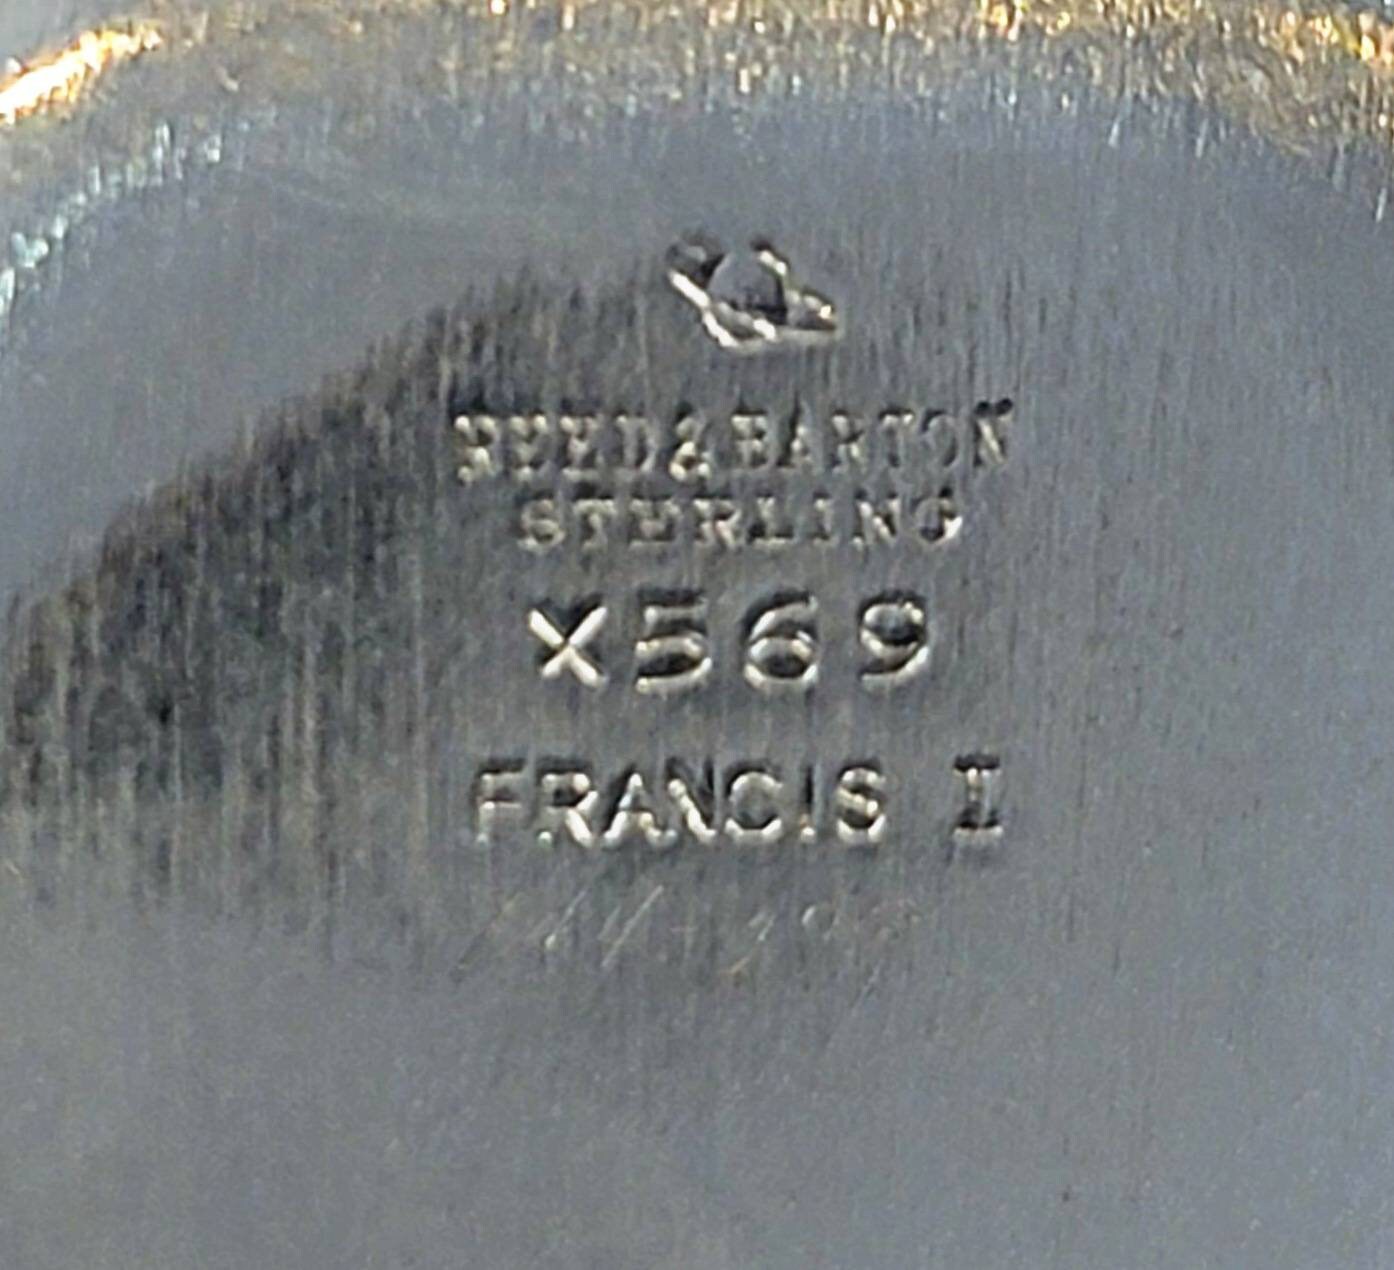 REED & BARTON
STERLING
X569
FRANCIS I